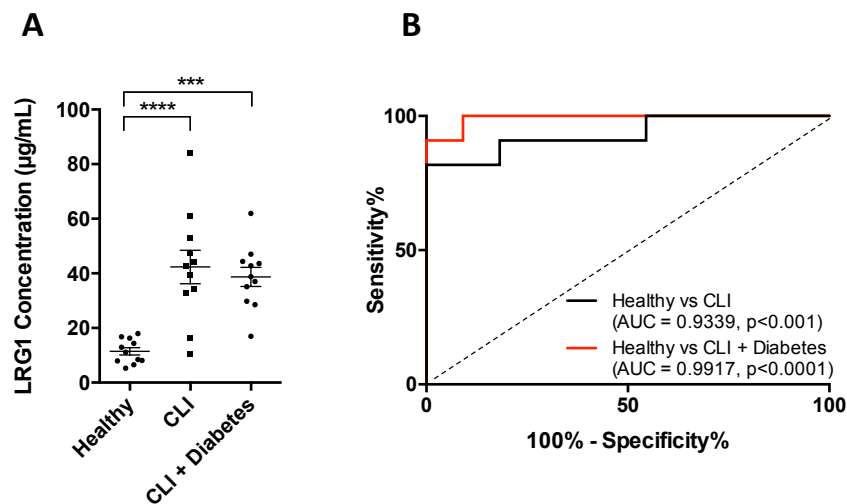 A
LRG1 Concentration (µg/mL)
100
80
60
40
20
0
***
****
Healthy
CLI
CLI + Diabetes
B
Sensitivity%
100
50
0
Healthy vs CLI
(AUC = 0.9339, p<0.001)
Healthy vs CLI + Diabetes
(AUC = 0.9917, p<0.0001)
0
50
100
100% - Specificity%